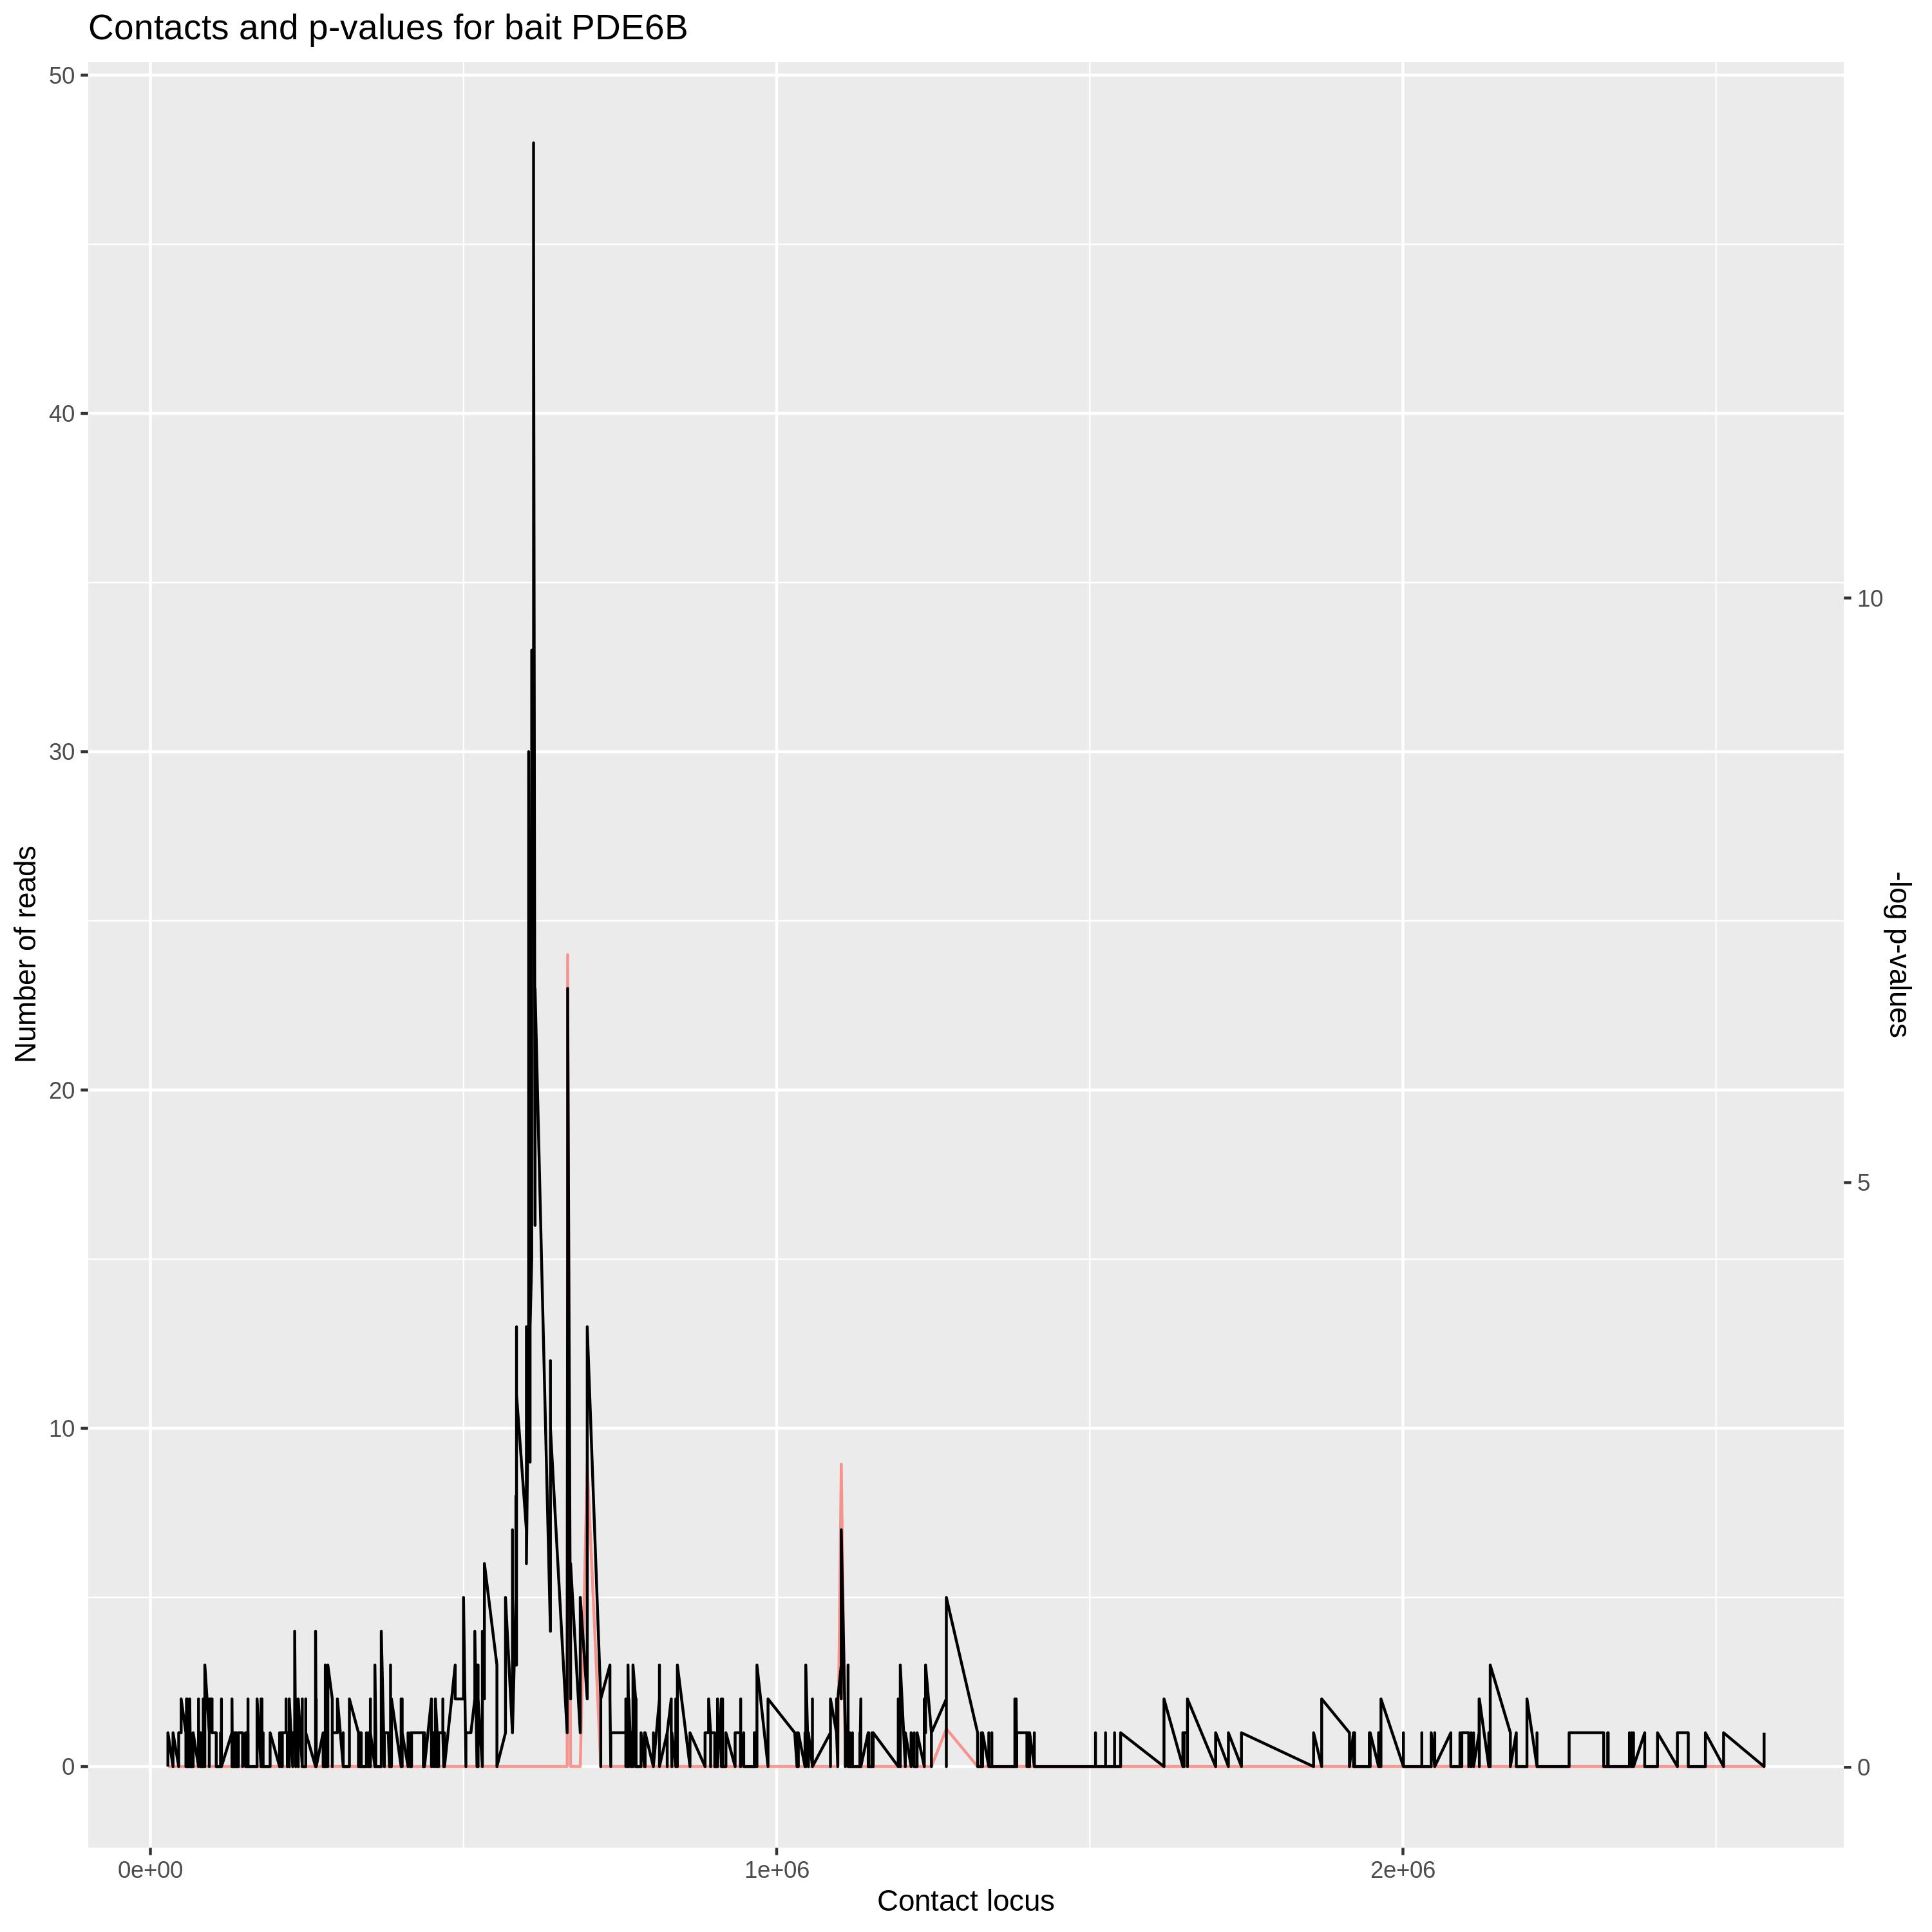 Contacts and p-values for bait PDE6B
50
40
30
20
10
0
Number of reads
10
5
0
-log p-values
0e+00
1e+06
2e+06
Contact locus